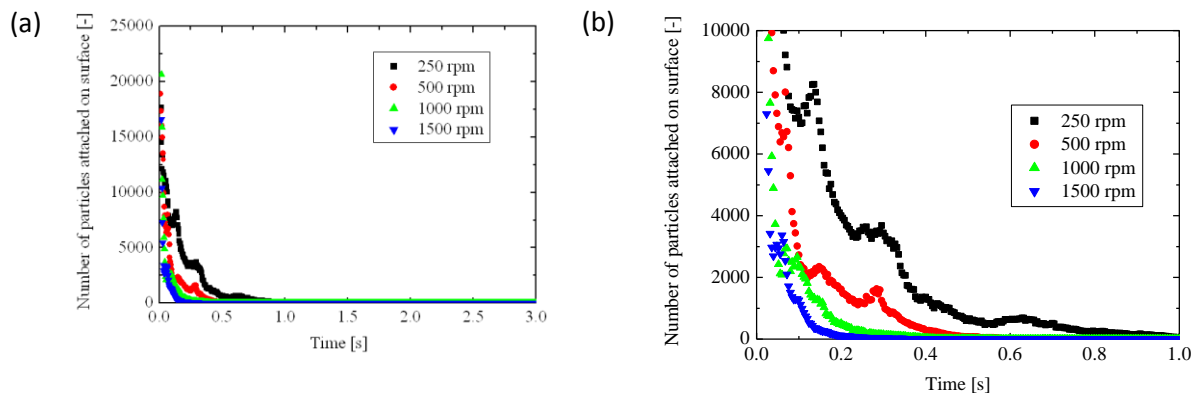 (a)
Number of particles attached on surface [-]
25000
20000
15000
10000
5000
0
0.0 0.5 1.0 1.5 2.0 2.5 3.0
Time [s]
250 rpm
500 rpm
1000 rpm
1500 rpm
(b)
Number of particles attached on surface [-]
10000
8000
6000
4000
2000
0
0.0 0.2 0.4 0.6 0.8 1.0
Time [s]
250 rpm
500 rpm
1000 rpm
1500 rpm